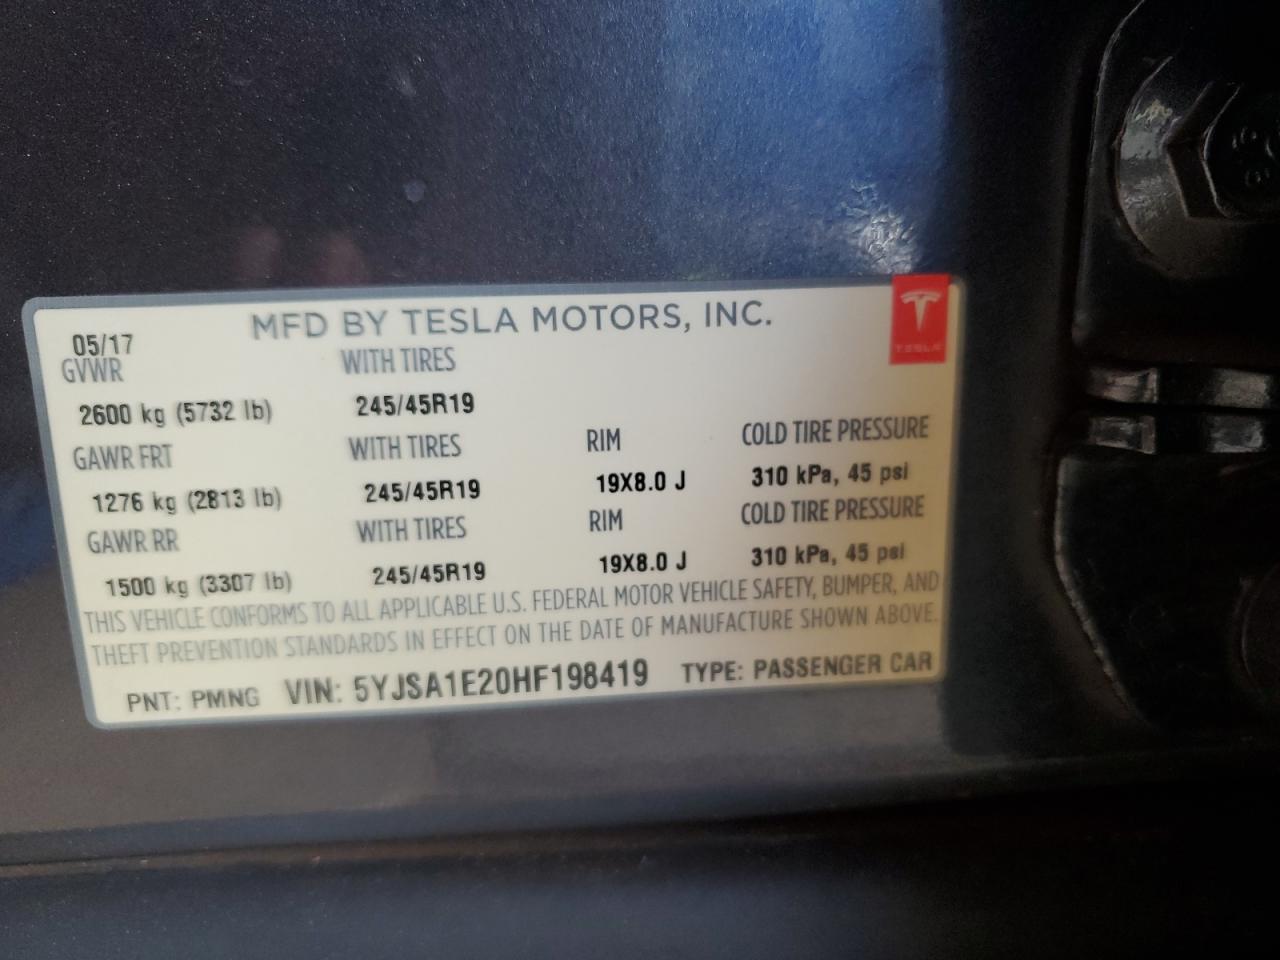 MFD BY TESLA MOTORS, INC.
TESLA
05/17
GVWR WITH TIRES
2600 kg (5732 lb) 245/45R19
GAWR FRT WITH TIRES RIM COLD TIRE PRESSURE
1276 kg (2813 lb) 245/45R19 19X8.0 J 310 kPa, 45 psi
GAWR RR WITH TIRES RIM COLD TIRE PRESSURE
1500 kg (3307 lb) 245/45R19 19X8.0 J 310 kPa, 45 psi
THIS VEHICLE CONFORMS TO ALL APPLICABLE U.S. FEDERAL MOTOR VEHICLE SAFETY, BUMPER, AND
THEFT PREVENTION STANDARDS IN EFFECT ON THE DATE OF MANUFACTURE SHOWN ABOVE.
PNT: PMNG VIN: 5YJSA1E20HF198419 TYPE: PASSENGER CAR